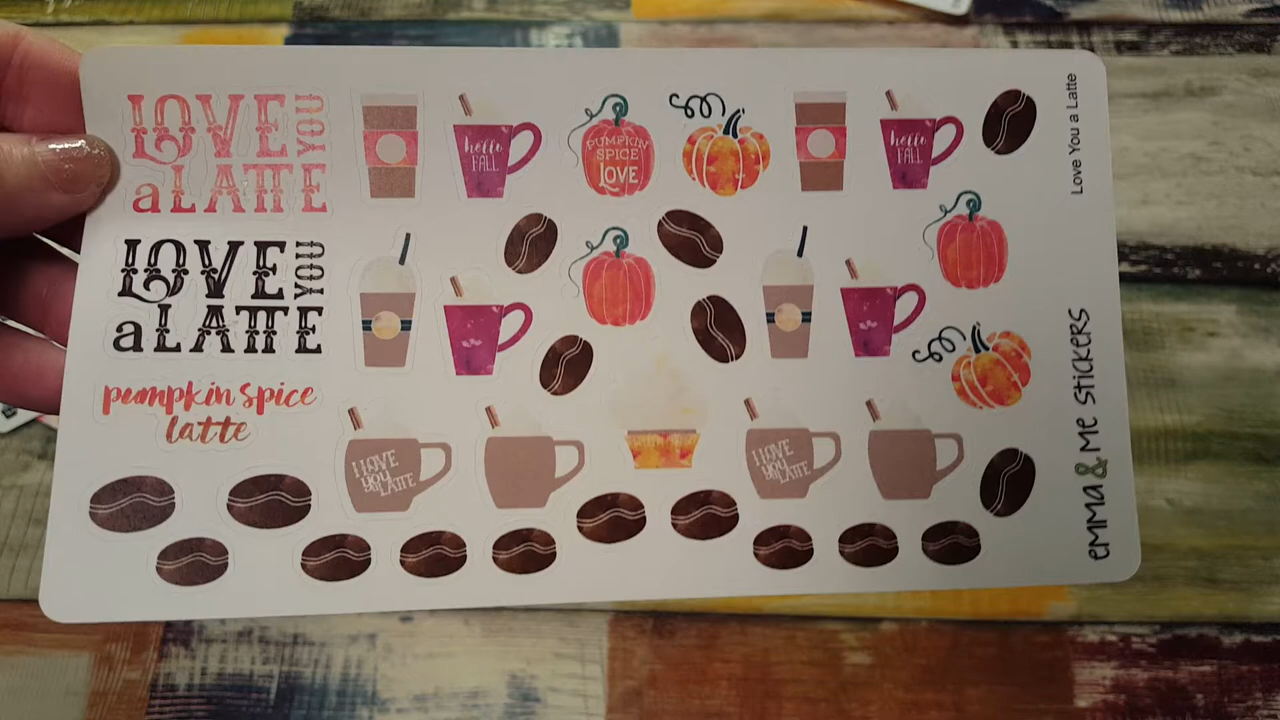 LOVE YOU
a LATTE
hello
FALL
PUMPKIN
SPICE
LOVE
hello
FALL
Love You a Latte
LOVE YOU
a LATTE
pumpkin spice
latte
I LOVE
YOU
a LATTE
I LOVE
YOU
a LATTE
EMMA & ME STICKERS